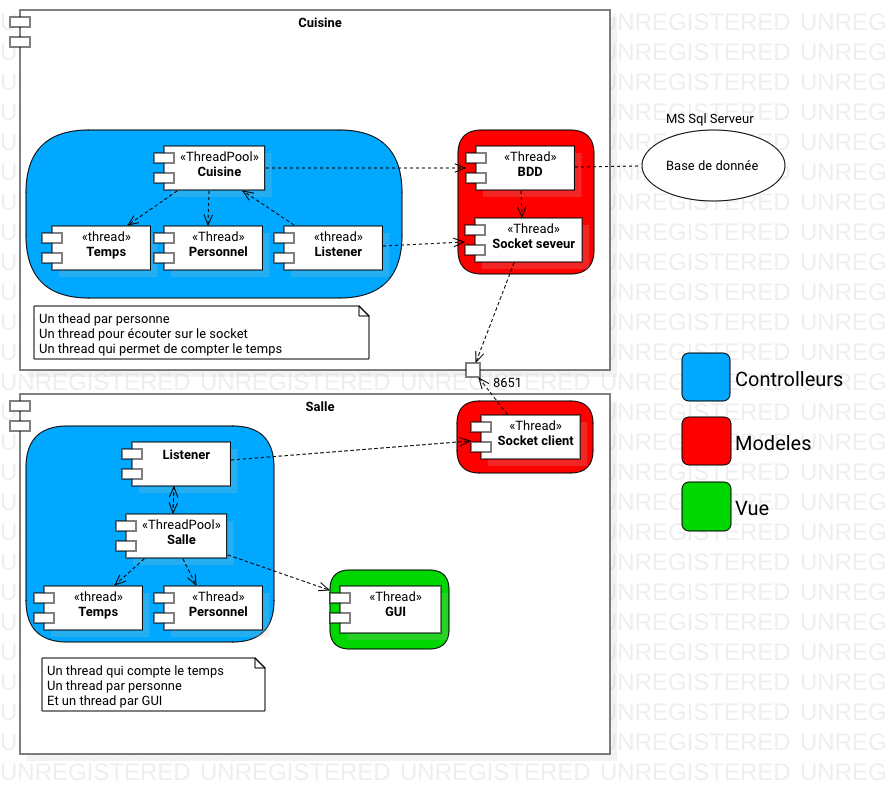 Cuisine
MS Sql Serveur
Base de donnée
«ThreadPool»
Cuisine
«Thread»
BDD
«thread»
Temps
«Thread»
Personnel
«thread»
Listener
«Thread»
Socket seveur
Un thead par personne
Un thread pour écouter sur le socket
Un thread qui permet de compter le temps
8651
Salle
Listener
«Thread»
Socket client
«ThreadPool»
Salle
«thread»
Temps
«Thread»
Personnel
«Thread»
GUI
Un thread qui compte le temps
Un thread par personne
Et un thread par GUI
Controlleurs
Modeles
Vue
UNREGISTERED UNREGISTERED UNREGISTERED UNREGISTERED UNREG